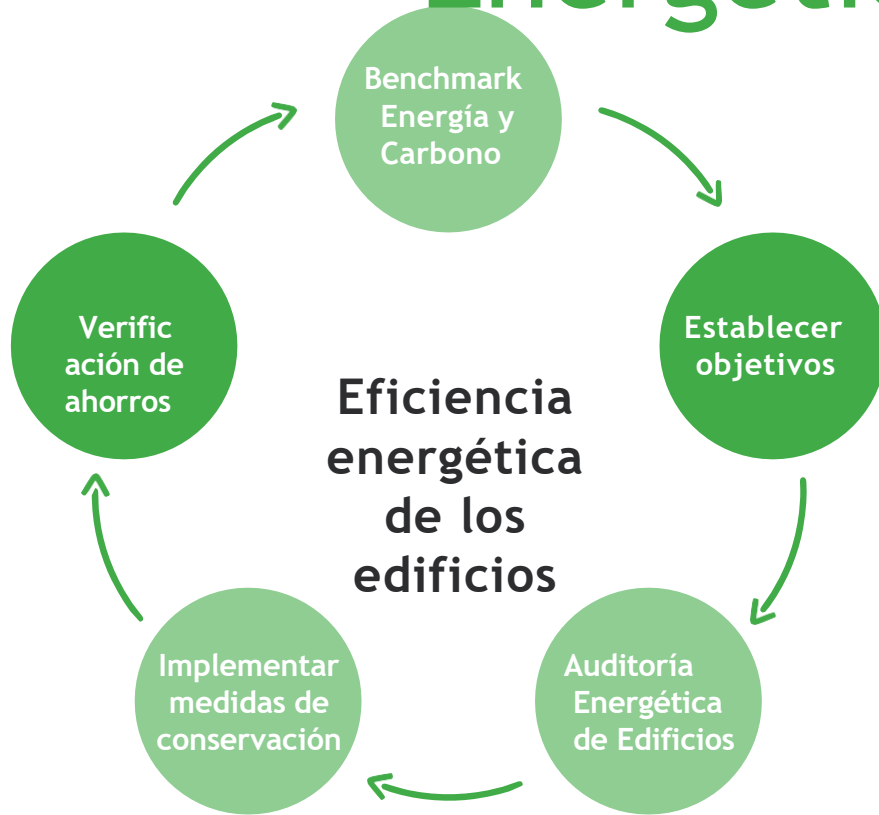 Benchmark
Energía y
Carbono
Establecer
objetivos
Auditoría
Energética
de Edificios
Implementar
medidas de
conservación
Verific
ación de
ahorros
Eficiencia
energética
de los
edificios